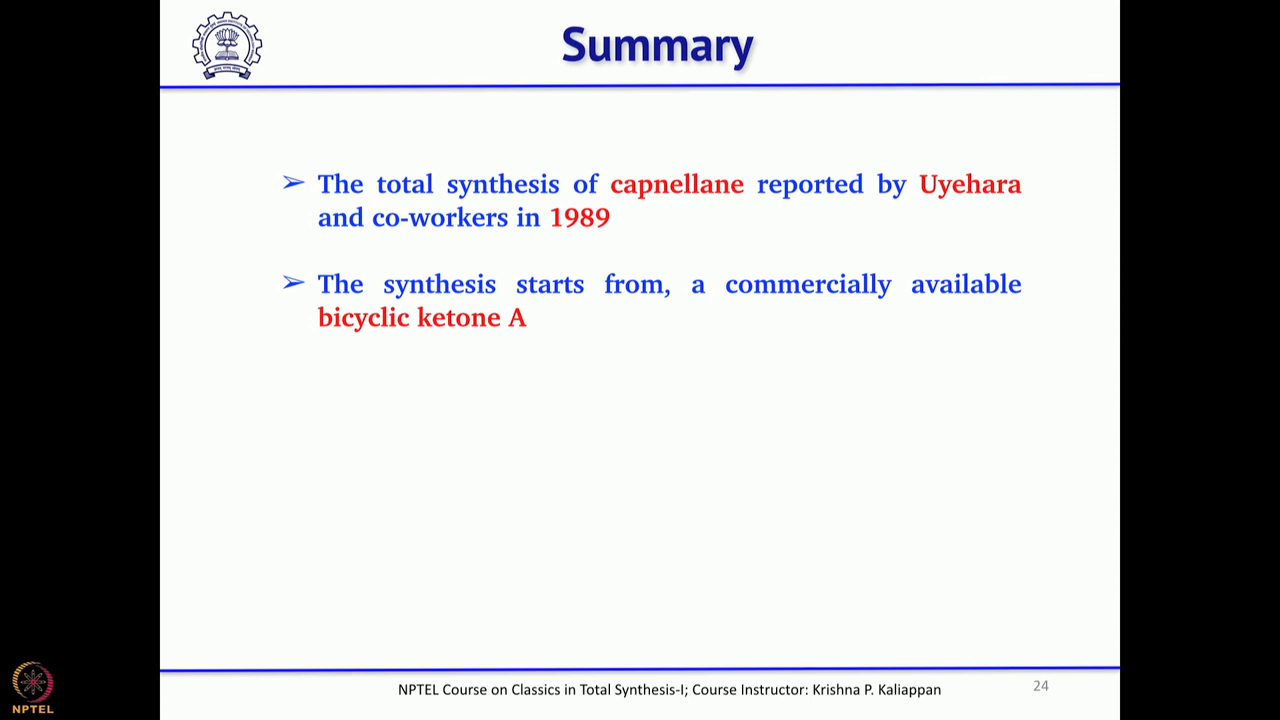 Summary
➢ The total synthesis of capnellane reported by Uyehara
and co-workers in 1989
➢ The synthesis starts from, a commercially available
bicyclic ketone A
NPTEL Course on Classics in Total Synthesis-I; Course Instructor: Krishna P. Kaliappan
24
NPTEL